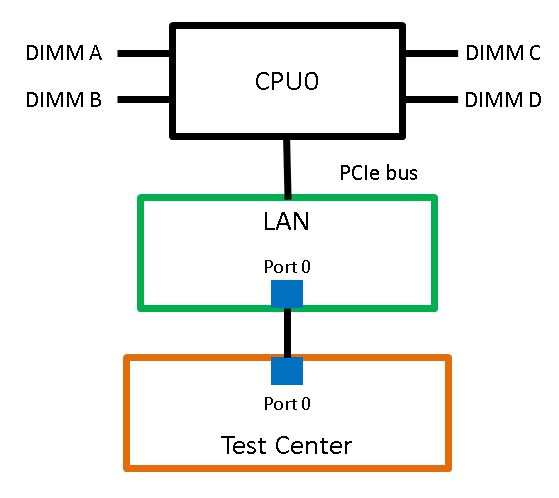 DIMM A
CPU0
DIMM C
DIMM B
DIMM D
PCIe bus
LAN
Port 0
Port 0
Test Center